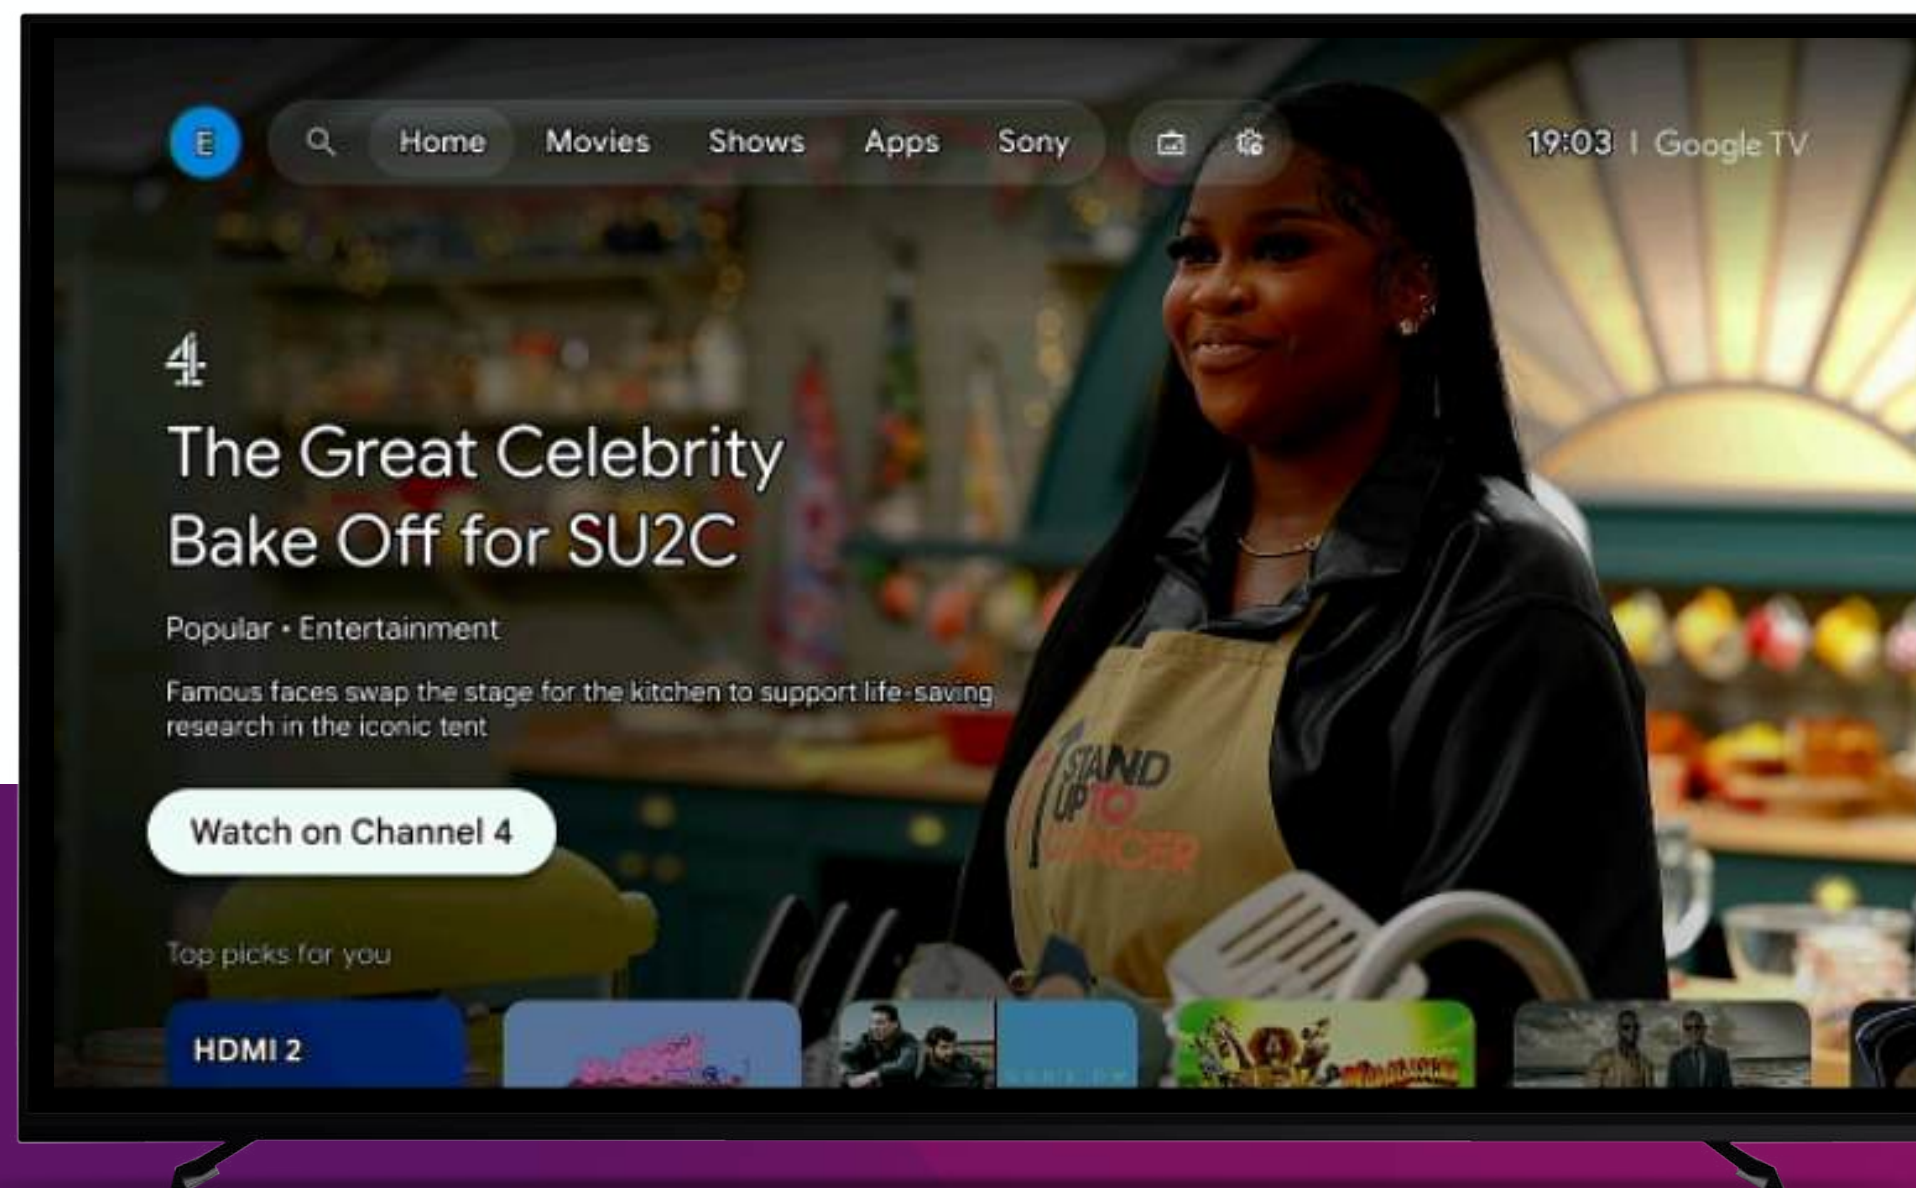 E
Home Movies Shows Apps Sony
19:03 | Google TV
4
The Great Celebrity
Bake Off for SU2C
Popular • Entertainment
Famous faces swap the stage for the kitchen to support life-saving
research in the iconic tent
STAND
UP TO
CANCER
Watch on Channel 4
Top picks for you
HDMI 2